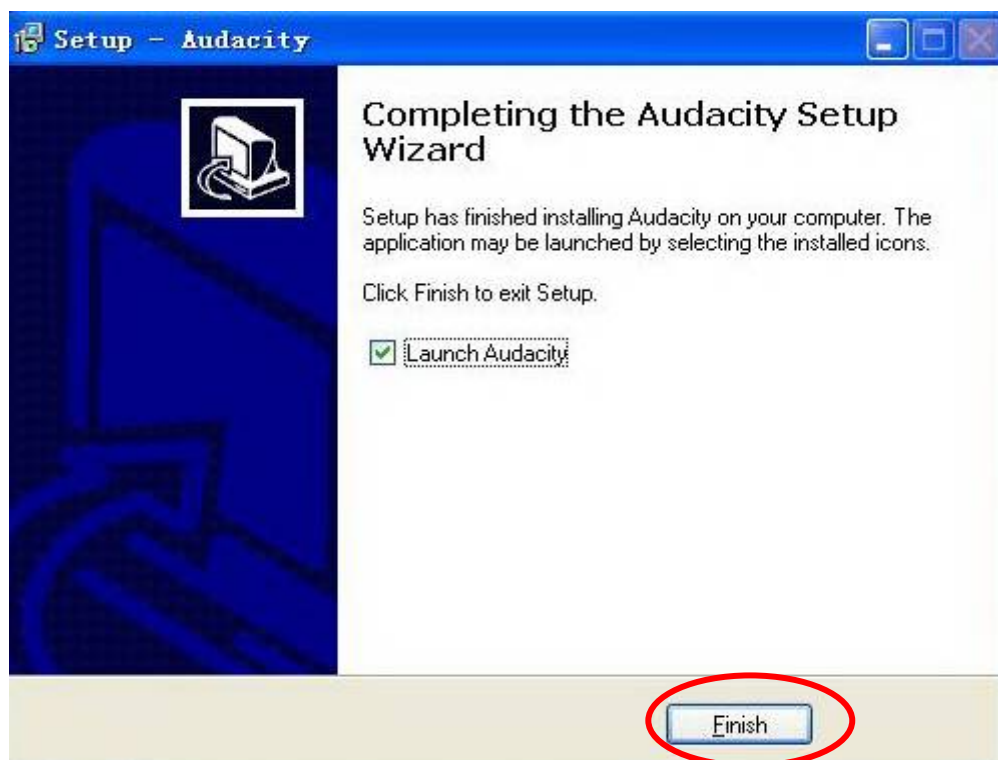 Setup - Audacity
Completing the Audacity Setup
Wizard
Setup has finished installing Audacity on your computer. The
application may be launched by selecting the installed icons.
Click Finish to exit Setup.
Launch Audacity
Finish